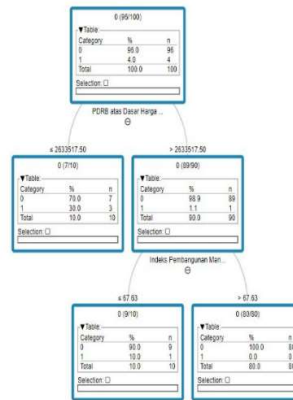 0 (96/100)
▼Table:
Category % n
0 96.0 96
1 4.0 4
Total 100.0 100
Selection: ☐
PDRB atas Dasar Harga ...
≤ 2633517.50
> 2633517.50
0 (7/10)
▼Table:
Category % n
0 70.0 7
1 30.0 3
Total 10.0 10
Selection: ☐
0 (89/90)
▼Table:
Category % n
0 98.9 89
1 1.1 1
Total 90.0 90
Selection: ☐
Indeks Pembangunan Man...
≤ 67.63
> 67.63
0 (9/10)
▼Table:
Category % n
0 90.0 9
1 10.0 1
Total 10.0 10
Selection: ☐
0 (80/80)
▼Table:
Category %
0 100.0
1 0.0
Total 80.0
Selection: ☐